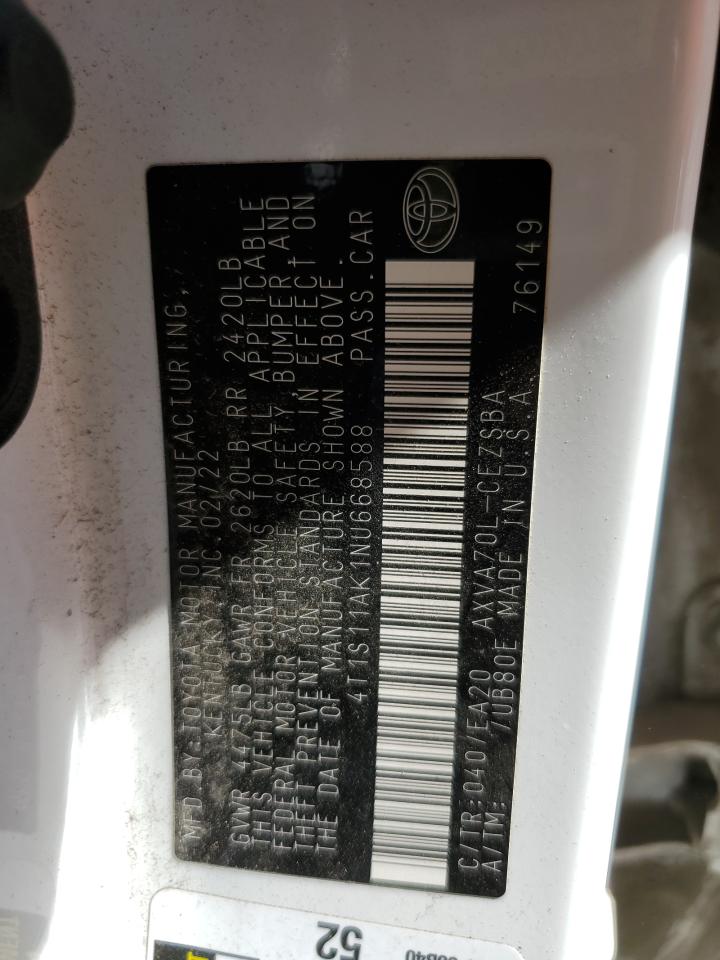 MFD BY:TOYOTA MOTOR MANUFACTURING,
KENTUCKY INC.02/22
GVWR 4475LB GAWR FR 2620LB RR 2420LB
THIS VEHICLE CONFORMS TO ALL APPLICABLE
FEDERAL MOTOR VEHICLE SAFETY,BUMPER AND
THEFT PREVENTION STANDARDS IN EFFECT ON
THE DATE OF MANUFACTURE SHOWN ABOVE.
4T1S11AK1NU668588 PASS.CAR
C/TR:040/EA20 AXVA70L-CEZSBA
A/TM: /UB80E MADE IN U.S.A 76149
52